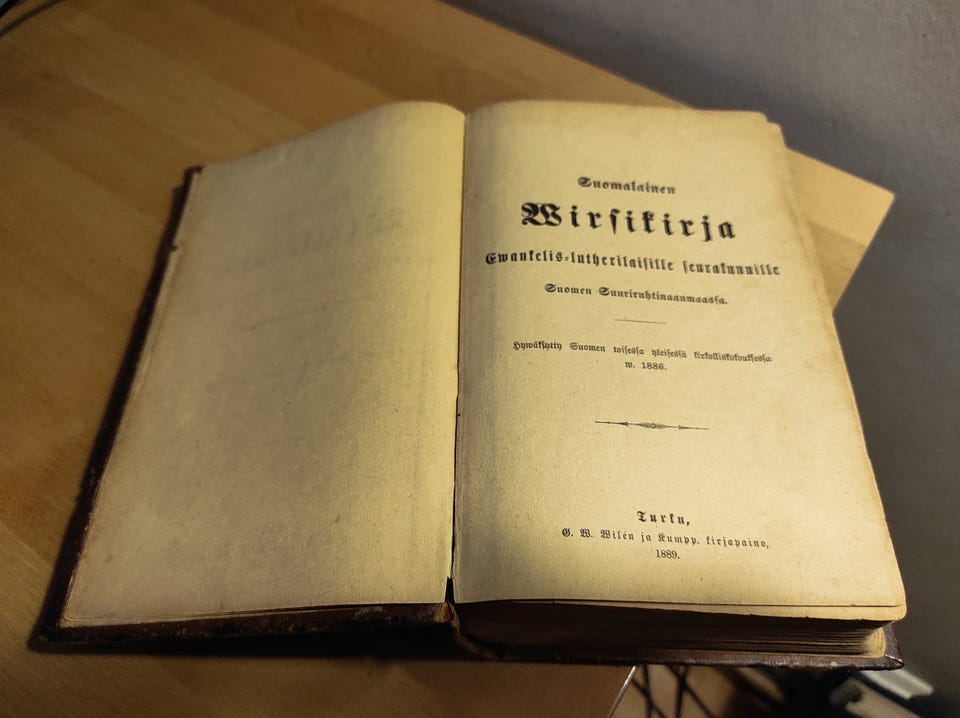 Suomalainen
Wirsikirja
Ewankelis-lutherilaisille seurakunnille
Suomen Suuriruhtinaanmaassa.
Hywäksytty Suomen toisessa yleisessä kirkolliskokouksessa
w. 1886.
Turku,
G. W. Wilén ja Kumpp. kirjapaino,
1889.